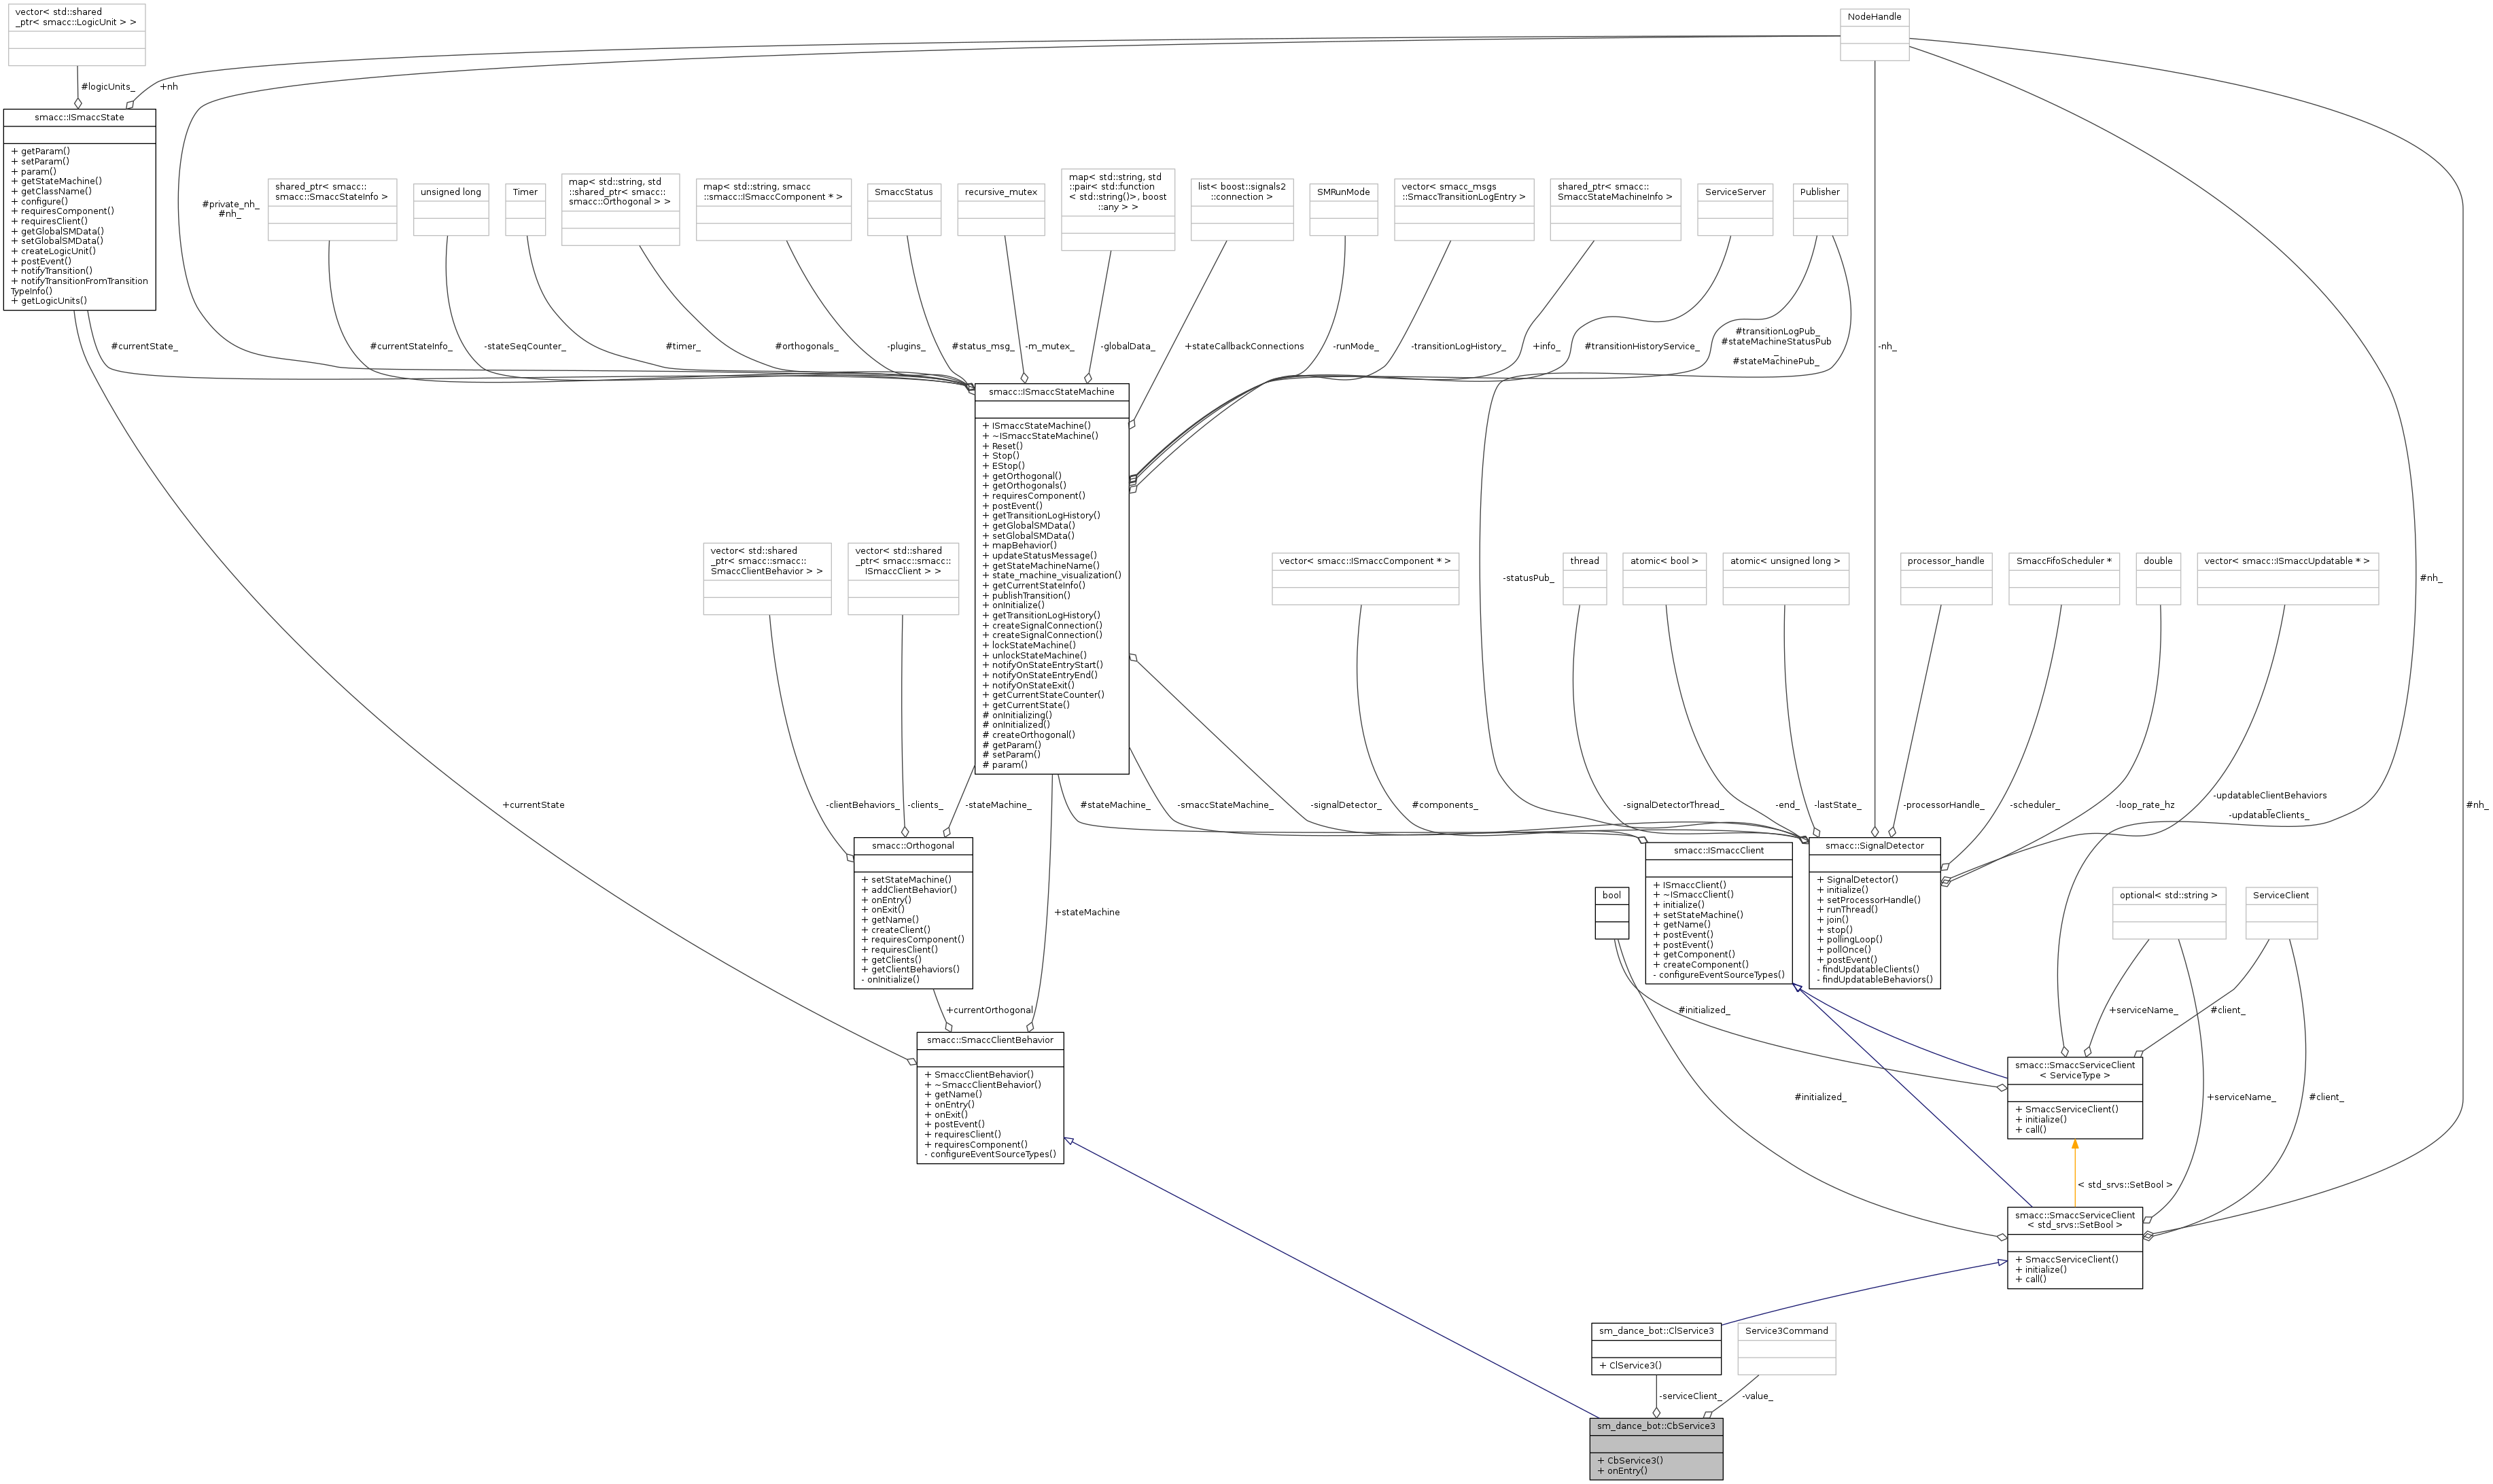 vector< std::shared
_ptr< smacc::LogicUnit > >
NodeHandle
#logicUnits_
+nh
smacc::ISmaccState
+ getParam()
+ setParam()
+ param()
+ getStateMachine()
+ getClassName()
+ configure()
+ requiresComponent()
+ requiresClient()
+ getGlobalSMData()
+ setGlobalSMData()
+ createLogicUnit()
+ postEvent()
+ notifyTransition()
+ notifyTransitionFromTransition
TypeInfo()
+ getLogicUnits()
#private_nh_
#nh_
shared_ptr< smacc::
smacc::SmaccStateInfo >
unsigned long
Timer
map< std::string, std
::shared_ptr< smacc::
smacc::Orthogonal > >
map< std::string, smacc
::smacc::ISmaccComponent * >
SmaccStatus
recursive_mutex
map< std::string, std
::pair< std::function
< std::string()>, boost
::any > >
list< boost::signals2
::connection >
SMRunMode
vector< smacc_msgs
::SmaccTransitionLogEntry >
shared_ptr< smacc::
SmaccStateMachineInfo >
ServiceServer
Publisher
#currentState_
#currentStateInfo_
-stateSeqCounter_
#timer_
#orthogonals_
-plugins_
#status_msg_
-m_mutex_
-globalData_
+stateCallbackConnections
-runMode_
-transitionLogHistory_
+info_
#transitionHistoryService_
#transitionLogPub_
#stateMachineStatusPub
_
#stateMachinePub_
-nh_
smacc::ISmaccStateMachine
+ ISmaccStateMachine()
+ ~ISmaccStateMachine()
+ Reset()
+ Stop()
+ EStop()
+ getOrthogonal()
+ getOrthogonals()
+ requiresComponent()
+ postEvent()
+ getTransitionLogHistory()
+ getGlobalSMData()
+ setGlobalSMData()
+ mapBehavior()
+ updateStatusMessage()
+ getStateMachineName()
+ state_machine_visualization()
+ getCurrentStateInfo()
+ publishTransition()
+ onInitialize()
+ getTransitionLogHistory()
+ createSignalConnection()
+ createSignalConnection()
+ lockStateMachine()
+ unlockStateMachine()
+ notifyOnStateEntryStart()
+ notifyOnStateEntryEnd()
+ notifyOnStateExit()
+ getCurrentStateCounter()
+ getCurrentState()
# onInitializing()
# onInitialized()
# createOrthogonal()
# getParam()
# setParam()
# param()
vector< std::shared
_ptr< smacc::smacc::
SmaccClientBehavior > >
vector< std::shared
_ptr< smacc::smacc::
ISmaccClient > >
vector< smacc::ISmaccComponent * >
thread
atomic< bool >
atomic< unsigned long >
processor_handle
SmaccFifoScheduler *
double
vector< smacc::ISmaccUpdatable * >
-statusPub_
#nh_
+currentState
-clientBehaviors_
-clients_
-stateMachine_
#stateMachine_
-smaccStateMachine_
-signalDetector_
#components_
-signalDetectorThread_
-end_
-lastState_
-processorHandle_
-scheduler_
-loop_rate_hz
-updatableClientBehaviors
_
-updatableClients_
#nh_
smacc::Orthogonal
+ setStateMachine()
+ addClientBehavior()
+ onEntry()
+ onExit()
+ getName()
+ createClient()
+ requiresComponent()
+ requiresClient()
+ getClients()
+ getClientBehaviors()
- onInitialize()
+stateMachine
bool
smacc::ISmaccClient
+ ISmaccClient()
+ ~ISmaccClient()
+ initialize()
+ setStateMachine()
+ getName()
+ postEvent()
+ postEvent()
+ getComponent()
+ createComponent()
- configureEventSourceTypes()
smacc::SignalDetector
+ SignalDetector()
+ initialize()
+ setProcessorHandle()
+ runThread()
+ join()
+ stop()
+ pollingLoop()
+ pollOnce()
+ postEvent()
- findUpdatableClients()
- findUpdatableBehaviors()
optional< std::string >
ServiceClient
+currentOrthogonal
#initialized_
+serviceName_
#client_
smacc::SmaccClientBehavior
+ SmaccClientBehavior()
+ ~SmaccClientBehavior()
+ getName()
+ onEntry()
+ onExit()
+ postEvent()
+ requiresClient()
+ requiresComponent()
- configureEventSourceTypes()
smacc::SmaccServiceClient
< ServiceType >
+ SmaccServiceClient()
+ initialize()
+ call()
#initialized_
+serviceName_
#client_
< std_srvs::SetBool >
smacc::SmaccServiceClient
< std_srvs::SetBool >
+ SmaccServiceClient()
+ initialize()
+ call()
sm_dance_bot::ClService3
+ ClService3()
Service3Command
-serviceClient_
-value_
sm_dance_bot::CbService3
+ CbService3()
+ onEntry()